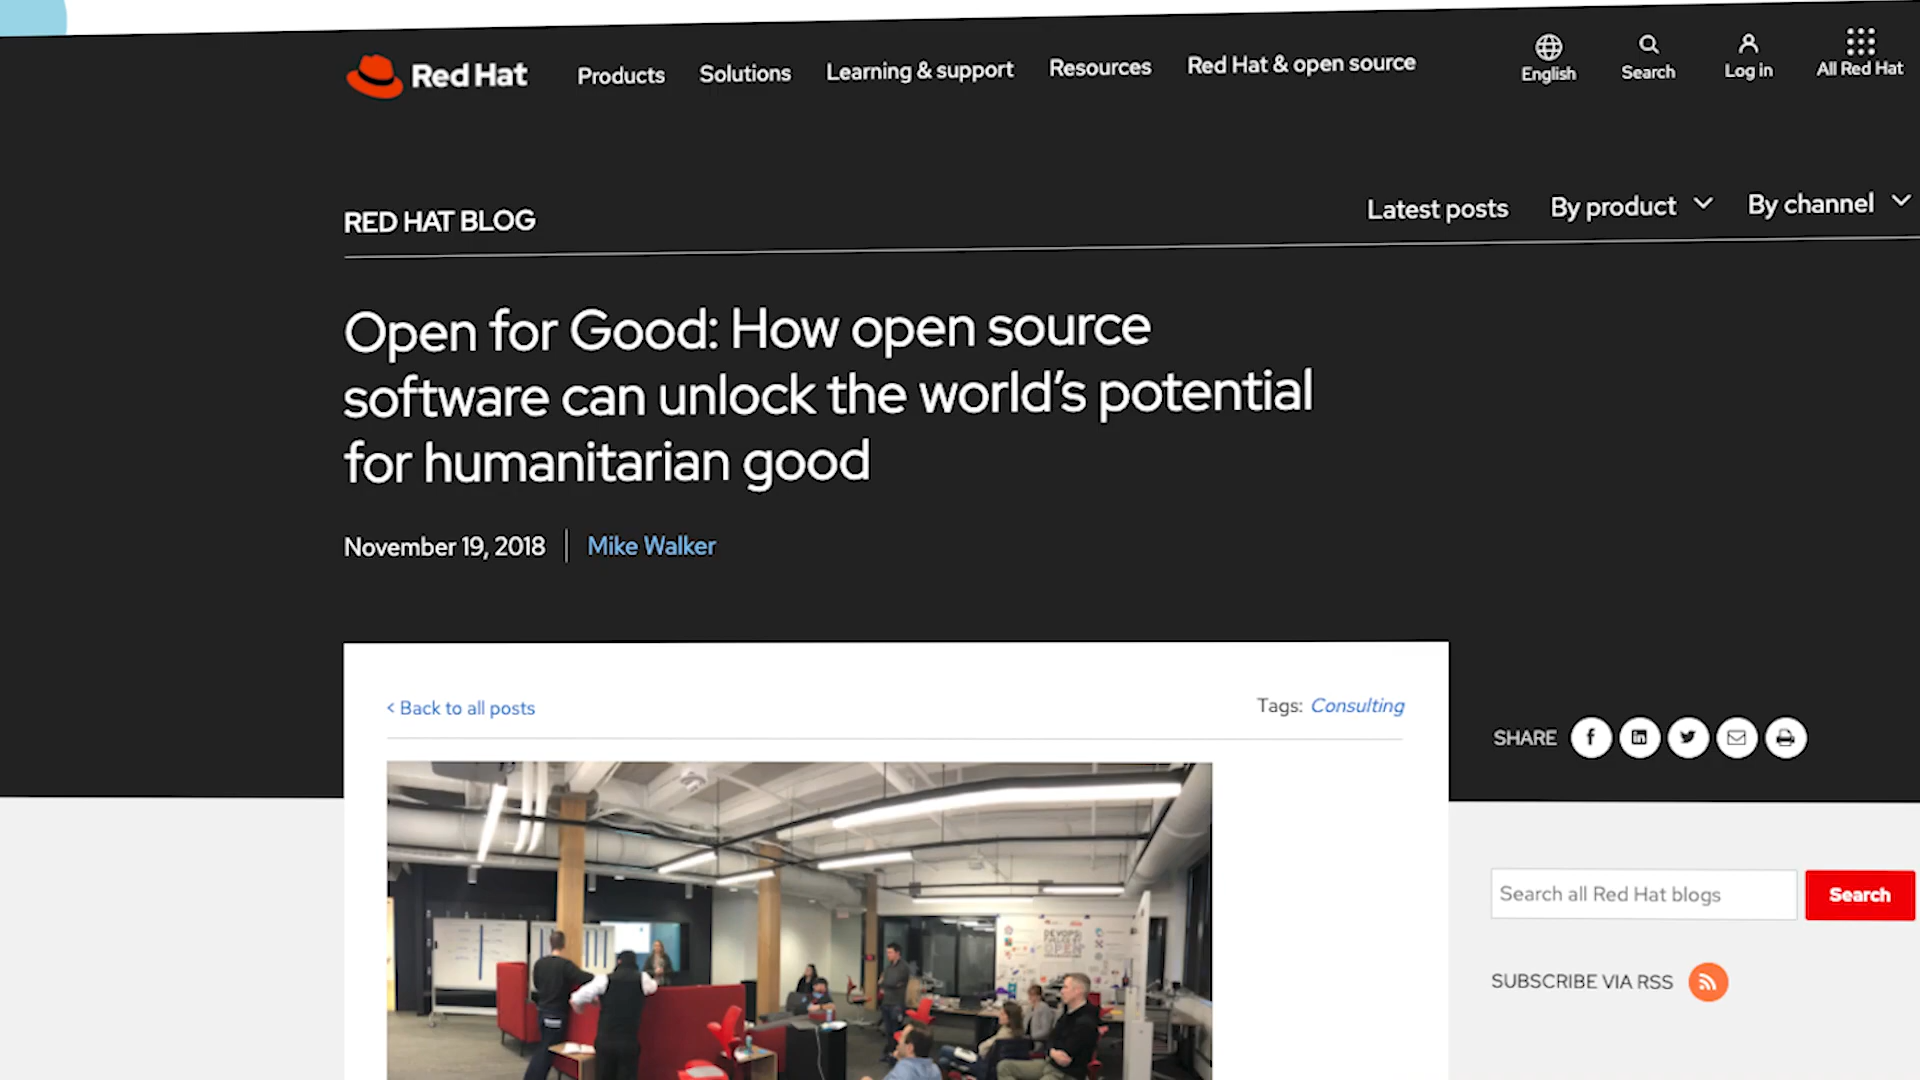 Red Hat
Products
Solutions
Learning & support
Resources
Red Hat & open source
English
Search
Log in
All Red Hat
RED HAT BLOG
Latest posts
By product
By channel
Open for Good: How open source
software can unlock the world's potential
for humanitarian good
November 19, 2018
Mike Walker
< Back to all posts
Tags: Consulting
SHARE
Search all Red Hat blogs
Search
SUBSCRIBE VIA RSS